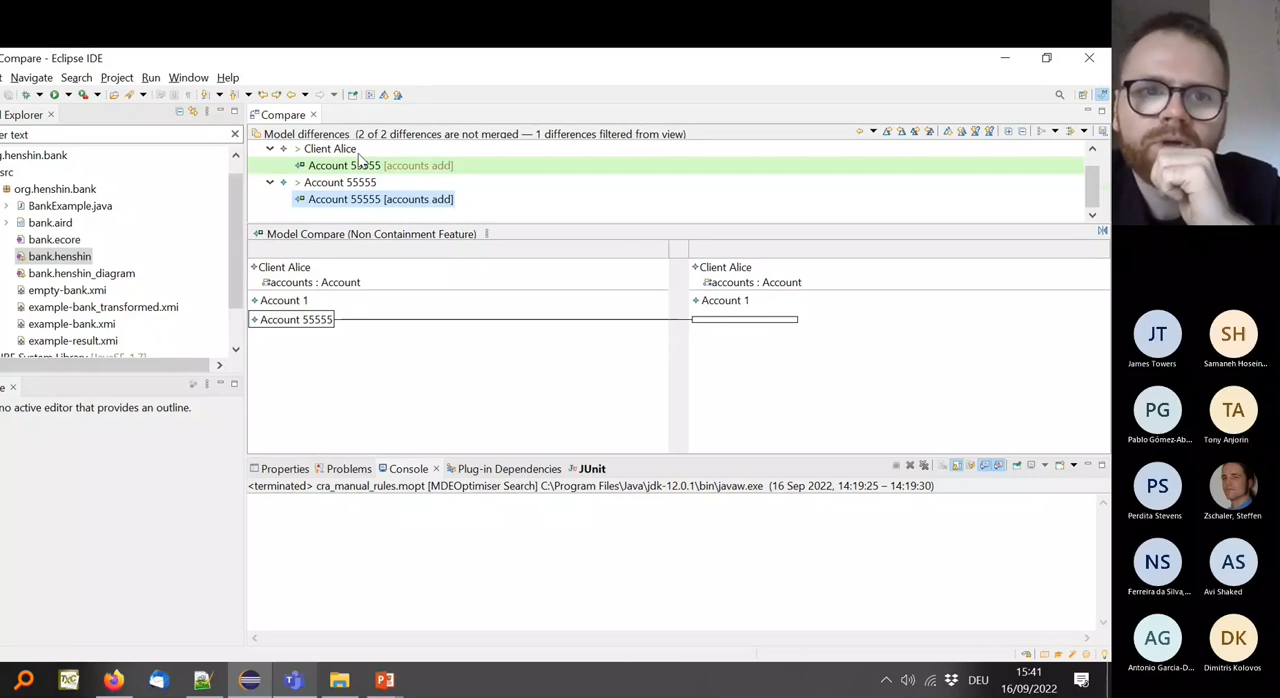 Compare - Eclipse IDE
t Navigate Search Project Run Window Help
l Explorer
Compare
er text
Model differences (2 of 2 differences are not merged — 1 differences filtered from view)
> Client Alice
Account 55555 [accounts add]
> Account 55555
Account 55555 [accounts add]
.henshin.bank
src
org.henshin.bank
BankExample.java
bank.aird
bank.ecore
bank.henshin
bank.henshin_diagram
empty-bank.xmi
example-bank_transformed.xmi
example-bank.xmi
example-result.xmi
Model Compare (Non Containment Feature)
Client Alice
accounts : Account
Account 1
Account 55555
Client Alice
accounts : Account
Account 1
e
no active editor that provides an outline.
Properties Problems Console Plug-in Dependencies JUnit
<terminated> cra_manual_rules.mopt [MDEOptimiser Search] C:\Program Files\Java\jdk-12.0.1\bin\javaw.exe (16 Sep 2022, 14:19:25 – 14:19:30)
JT
James Towers
SH
Samaneh Hosein...
PG
Pablo Gómez-Ab...
TA
Tony Anjorin
PS
Perdita Stevens
Zschaler, Steffen
NS
Ferreira da Silva,...
AS
Avi Shaked
AG
Antonio Garcia-D...
DK
Dimitris Kolovos
DEU
15:41
16/09/2022